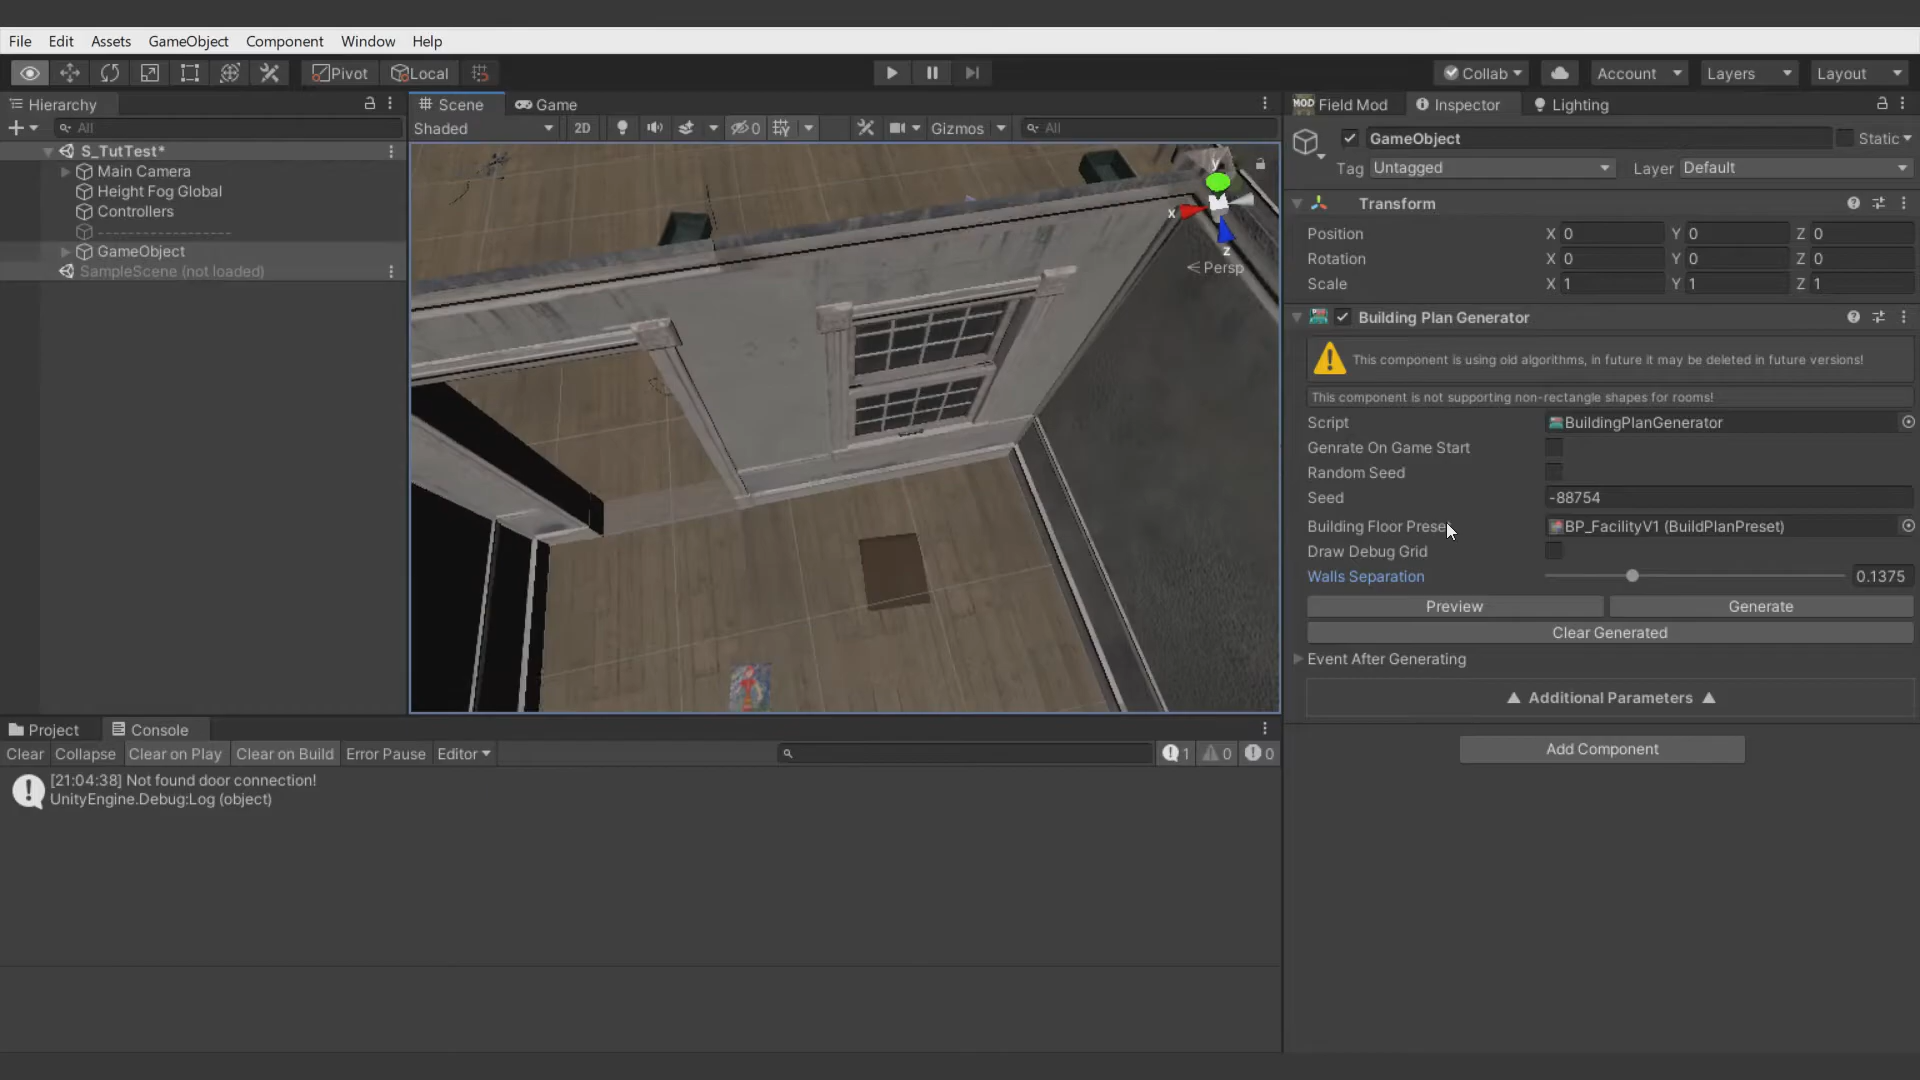 File Edit Assets GameObject Component Window Help
Pivot Local Collab Account Layers Layout
Hierarchy
All
S_TutTest*
Main Camera
Height Fog Global
Controllers
-------------------
GameObject
SampleScene (not loaded)
Scene Game
Shaded 2D 0 Gizmos All
y
x
z
Persp
MOD Field Mod Inspector Lighting
GameObject Static
Tag Untagged Layer Default
Transform
Position X 0 Y 0 Z 0
Rotation X 0 Y 0 Z 0
Scale X 1 Y 1 Z 1
Building Plan Generator
This component is using old algorithms, in future it may be deleted in future versions!
This component is not supporting non-rectangle shapes for rooms!
Script BuildingPlanGenerator
Genrate On Game Start
Random Seed
Seed -88754
Building Floor Preset BP_FacilityV1 (BuildPlanPreset)
Draw Debug Grid
Walls Separation 0.1375
Preview Generate
Clear Generated
Event After Generating
▲ Additional Parameters ▲
Add Component
Project Console
Clear Collapse Clear on Play Clear on Build Error Pause Editor 1 0 0
[21:04:38] Not found door connection!
UnityEngine.Debug:Log (object)